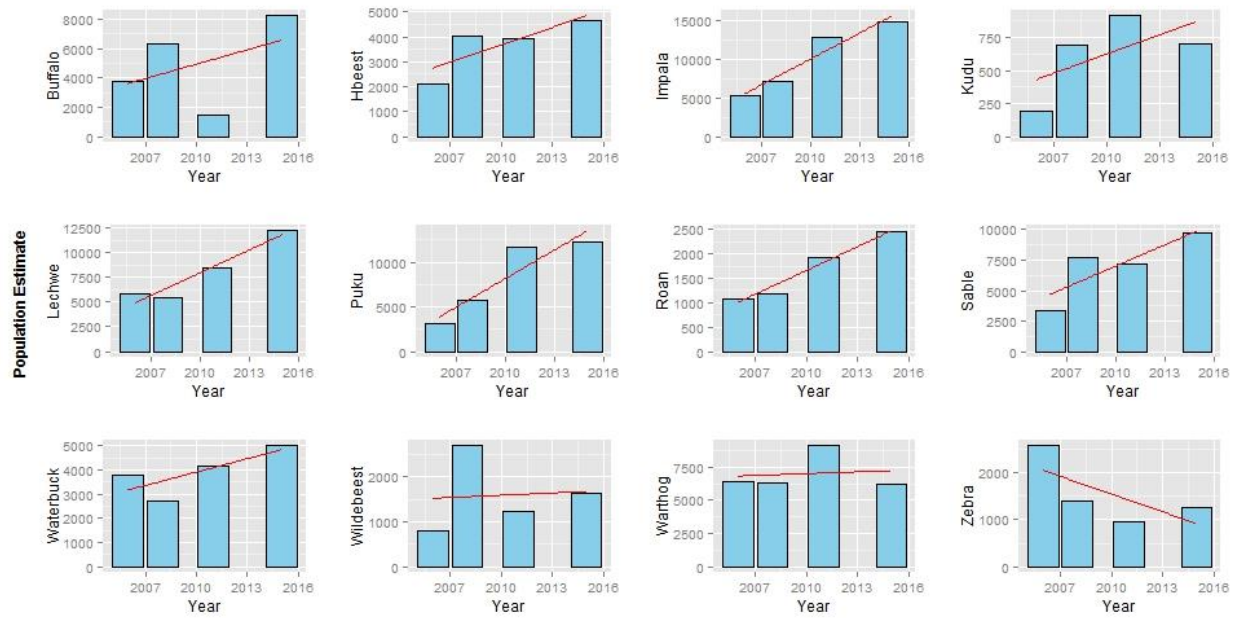 Population Estimate
Buffalo
8000
6000
4000
2000
0
2007 2010 2013 2016
Year
Hbeest
5000
4000
3000
2000
1000
0
2007 2010 2013 2016
Year
Impala
15000
10000
5000
0
2007 2010 2013 2016
Year
Kudu
750
500
250
0
2007 2010 2013 2016
Year
Lechwe
12500
10000
7500
5000
2500
0
2007 2010 2013 2016
Year
Puku
10000
5000
0
2007 2010 2013 2016
Year
Roan
2500
2000
1500
1000
500
0
2007 2010 2013 2016
Year
Sable
10000
7500
5000
2500
0
2007 2010 2013 2016
Year
Waterbuck
5000
4000
3000
2000
1000
0
2007 2010 2013 2016
Year
Wildebeest
2000
1000
0
2007 2010 2013 2016
Year
Warthog
7500
5000
2500
0
2007 2010 2013 2016
Year
Zebra
2000
1000
0
2007 2010 2013 2016
Year